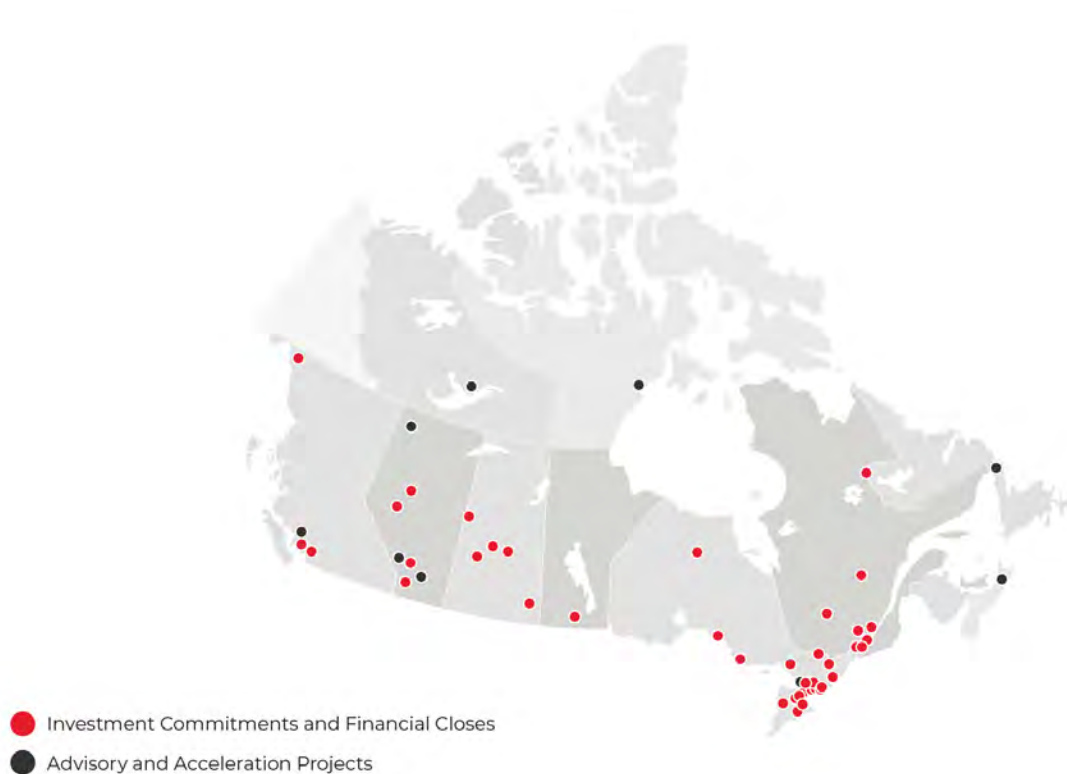 Investment Commitments and Financial Closes
Advisory and Acceleration Projects